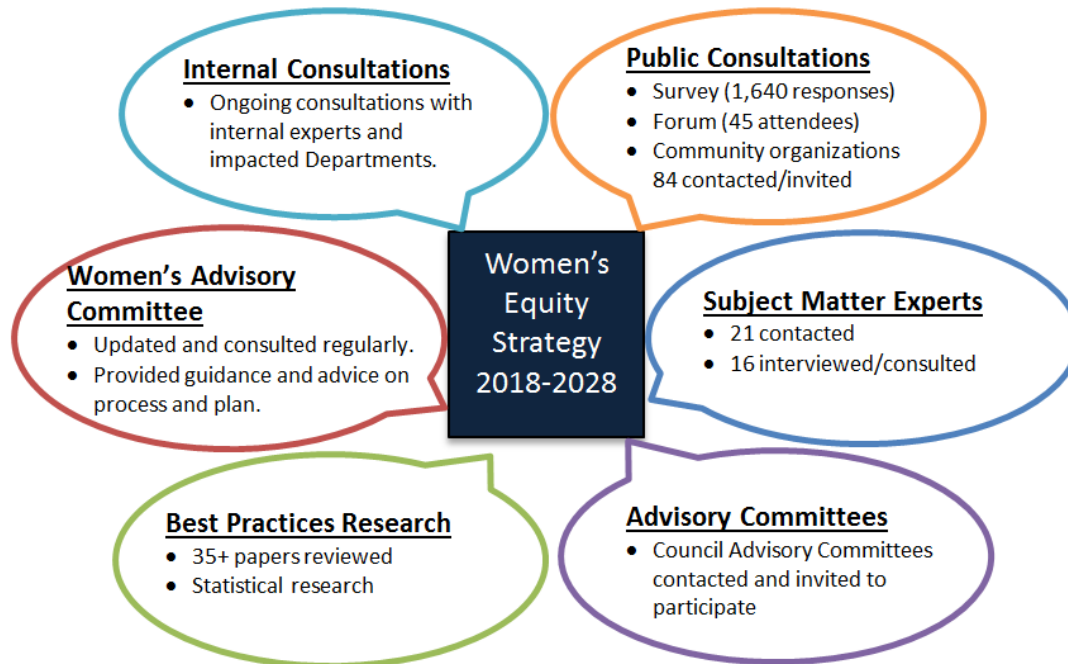 Internal Consultations
• Ongoing consultations with
internal experts and
impacted Departments.
Public Consultations
• Survey (1,640 responses)
• Forum (45 attendees)
• Community organizations
84 contacted/invited
Women’s Advisory
Committee
• Updated and consulted regularly.
• Provided guidance and advice on
process and plan.
Women’s
Equity
Strategy
2018-2028
Subject Matter Experts
• 21 contacted
• 16 interviewed/consulted
Best Practices Research
• 35+ papers reviewed
• Statistical research
Advisory Committees
• Council Advisory Committees
contacted and invited to
participate